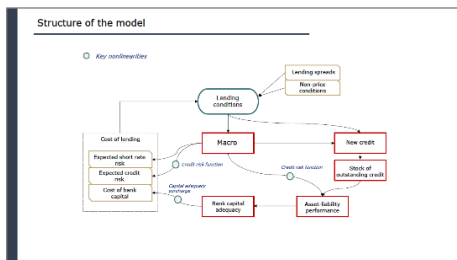 Structure of the model
Key nonlinearities
Lending spreads
Non-price
conditions
Lending
conditions
Cost of lending
Macro
New credit
Expected short rate
risk
Credit risk function
Credit risk function
Stock of
outstanding credit
Expected credit
risk
Capital adequacy
surcharge
Cost of bank
capital
Bank capital
adequacy
Asset-liability
performance